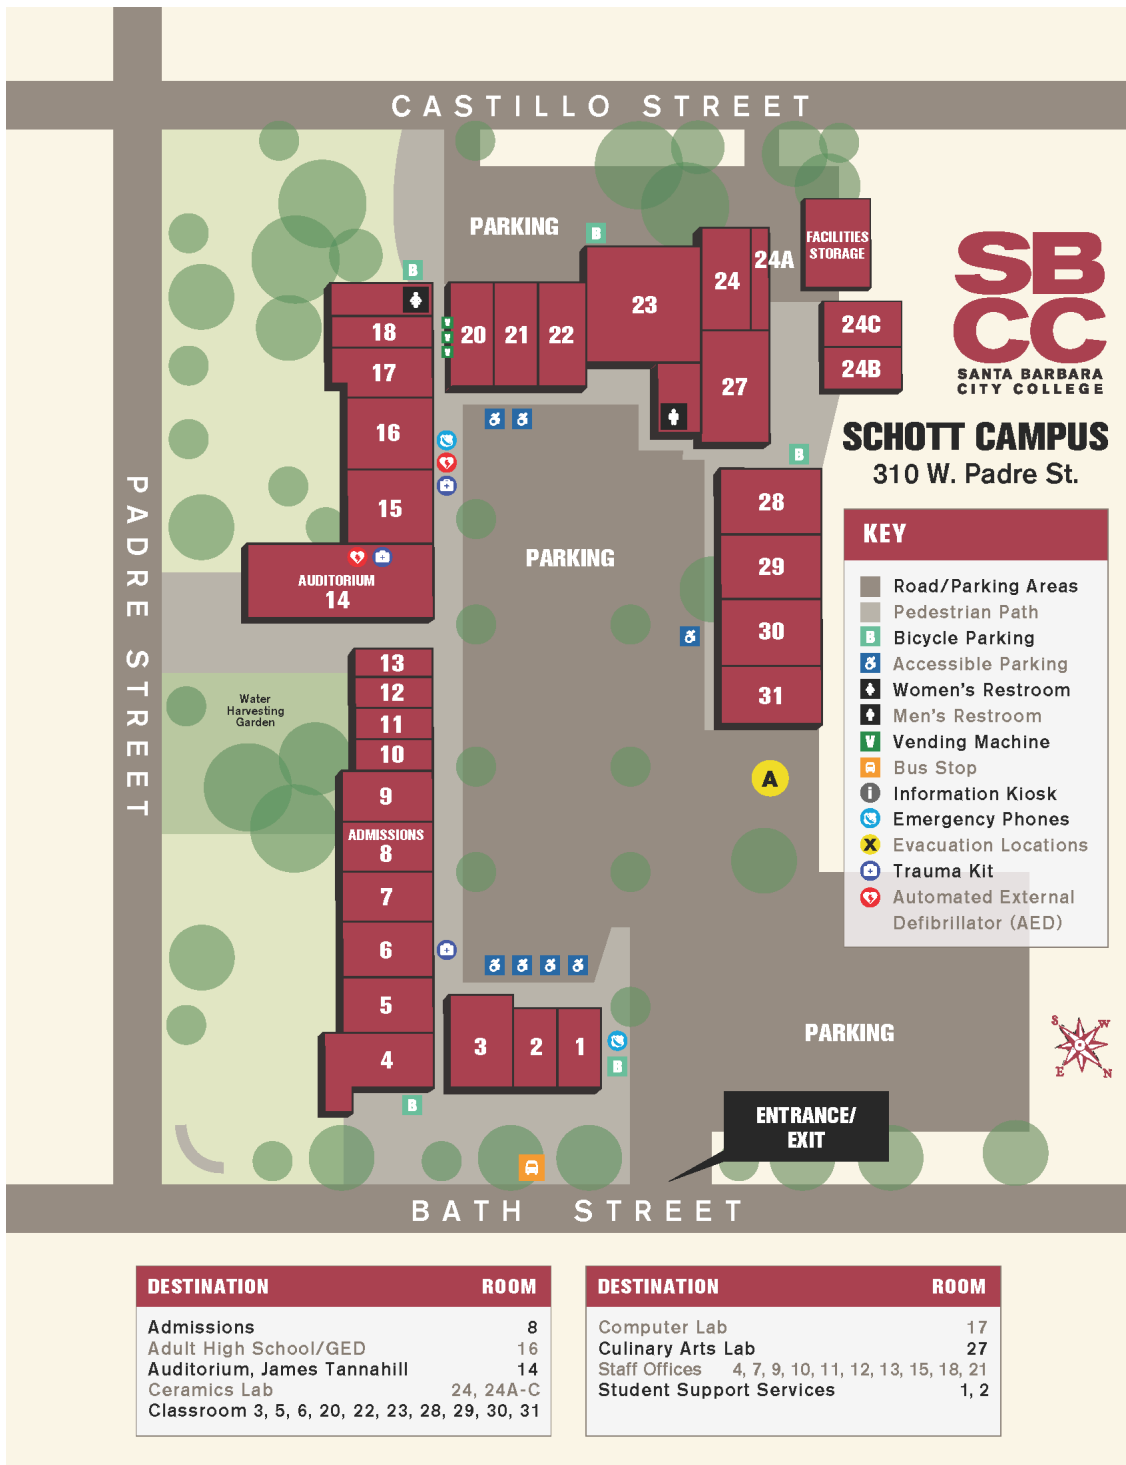 CASTILLO STREET
PARKING
B
FACILITIES
STORAGE
24A
24
B
23
18
20
21
22
24C
17
27
24B
SBCC
SANTA BARBARA
CITY COLLEGE
16
SCHOTT CAMPUS
310 W. Padre St.
B
15
28
PADRE STREET
PARKING
29
AUDITORIUM
14
30
31
13
12
11
10
9
ADMISSIONS
8
7
6
5
4
Water
Harvesting
Garden
A
KEY
Road/Parking Areas
Pedestrian Path
B Bicycle Parking
Accessible Parking
Women's Restroom
Men's Restroom
V Vending Machine
Bus Stop
i Information Kiosk
Emergency Phones
X Evacuation Locations
Trauma Kit
Automated External
Defibrillator (AED)
3
2
1
B
B
PARKING
S W
E N
ENTRANCE/
EXIT
BATH STREET
DESTINATION ROOM
Admissions 8
Adult High School/GED 16
Auditorium, James Tannahill 14
Ceramics Lab 24, 24A-C
Classroom 3, 5, 6, 20, 22, 23, 28, 29, 30, 31
DESTINATION ROOM
Computer Lab 17
Culinary Arts Lab 27
Staff Offices 4, 7, 9, 10, 11, 12, 13, 15, 18, 21
Student Support Services 1, 2